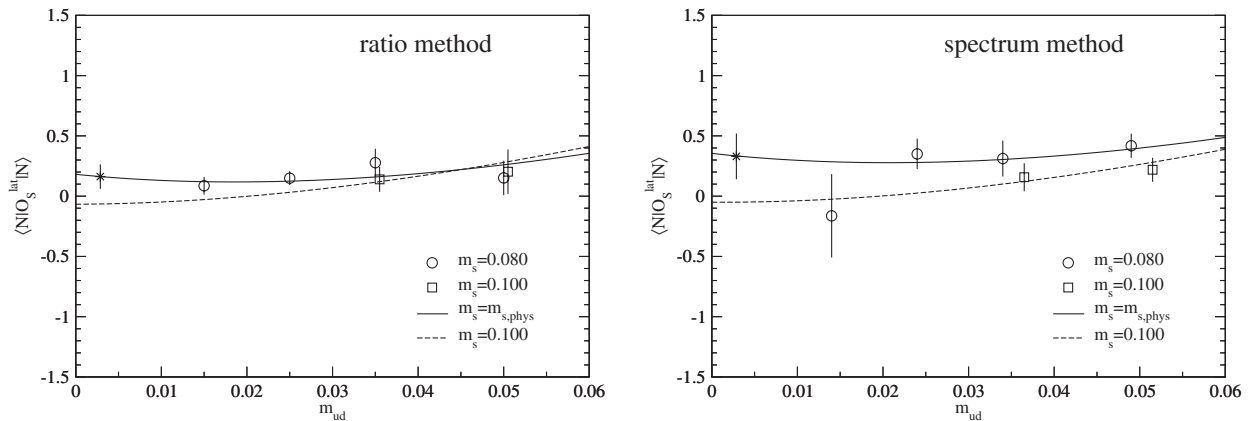 ratio method
1.5
1
0.5
0
-0.5
-1
-1.5
⟨N|O_S^lat|N⟩
m_s=0.080
m_s=0.100
m_s=m_s,phys
m_s=0.100
0 0.01 0.02 0.03 0.04 0.05 0.06
m_ud
spectrum method
1.5
1
0.5
0
-0.5
-1
-1.5
⟨N|O_S^lat|N⟩
m_s=0.080
m_s=0.100
m_s=m_s,phys
m_s=0.100
0 0.01 0.02 0.03 0.04 0.05 0.06
m_ud